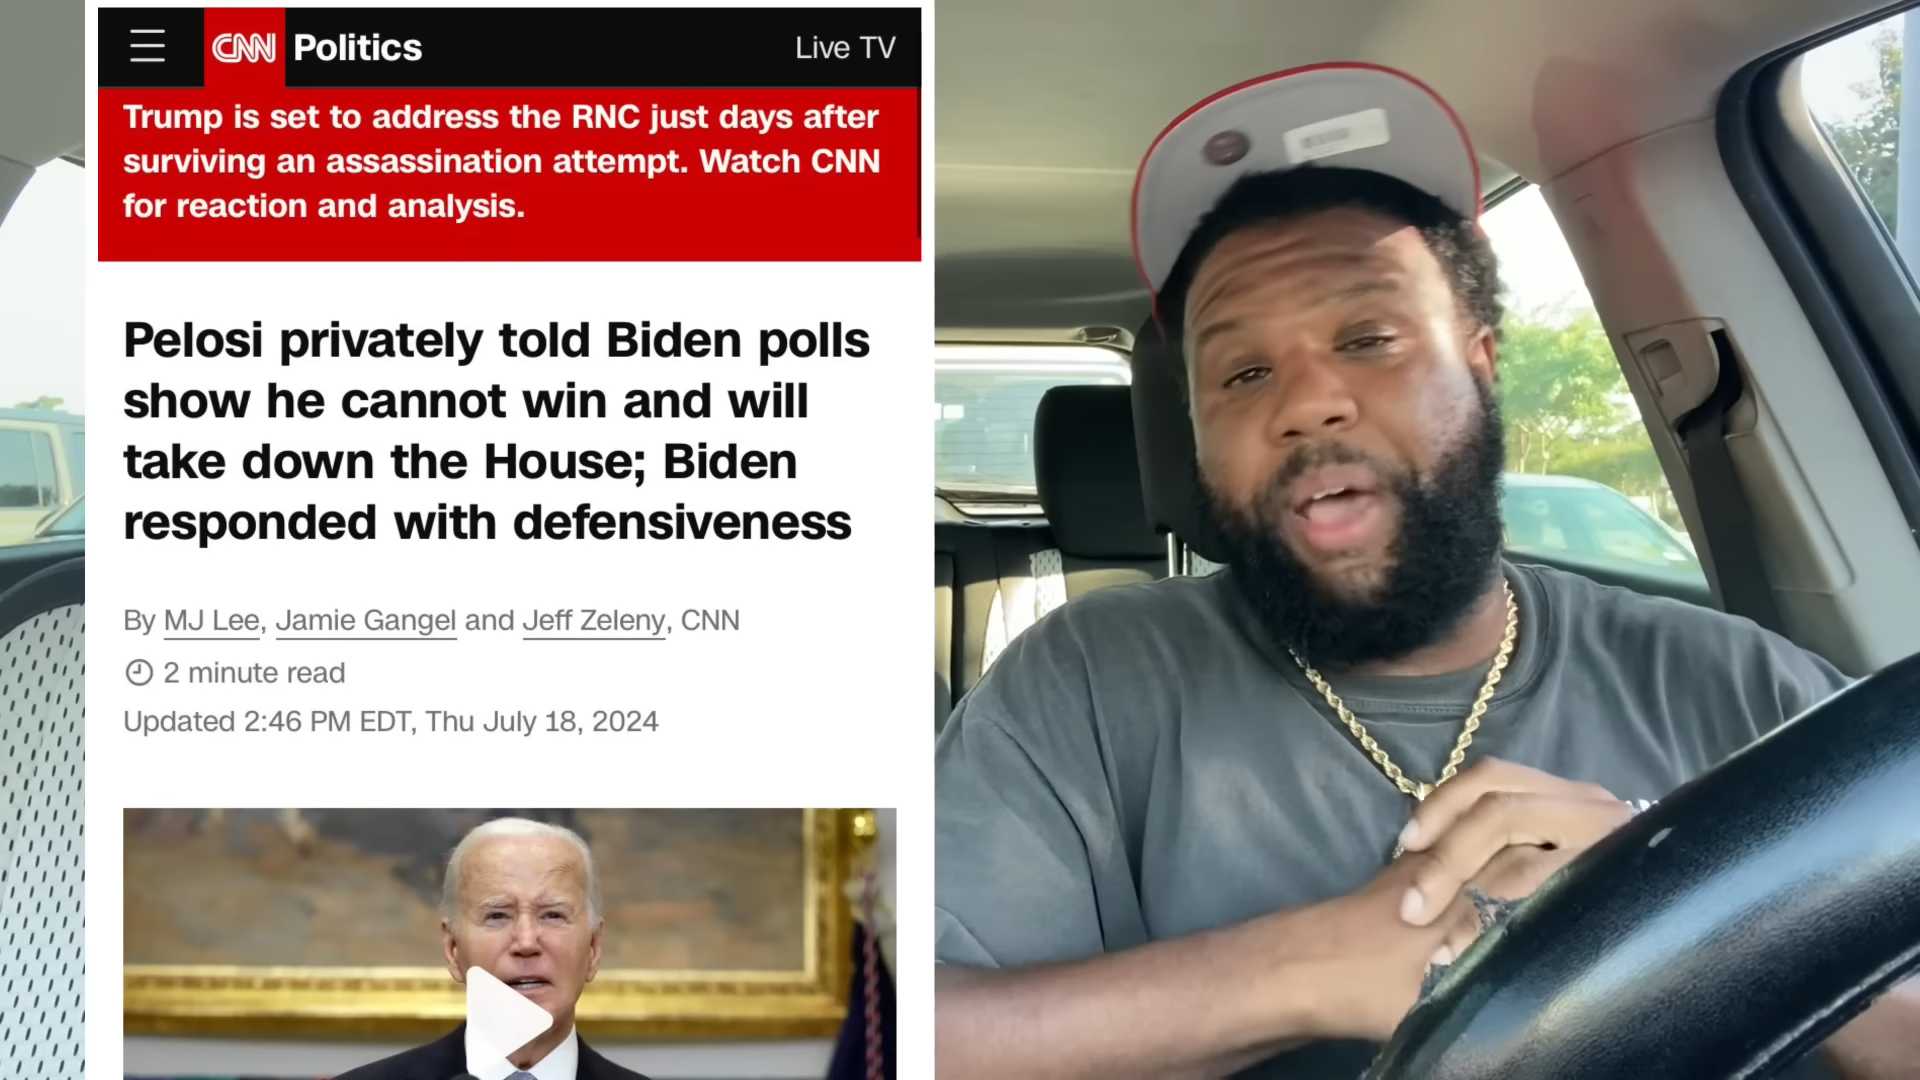 CNN Politics
Live TV
Trump is set to address the RNC just days after
surviving an assassination attempt. Watch CNN
for reaction and analysis.
Pelosi privately told Biden polls
show he cannot win and will
take down the House; Biden
responded with defensiveness
By MJ Lee, Jamie Gangel and Jeff Zeleny, CNN
2 minute read
Updated 2:46 PM EDT, Thu July 18, 2024